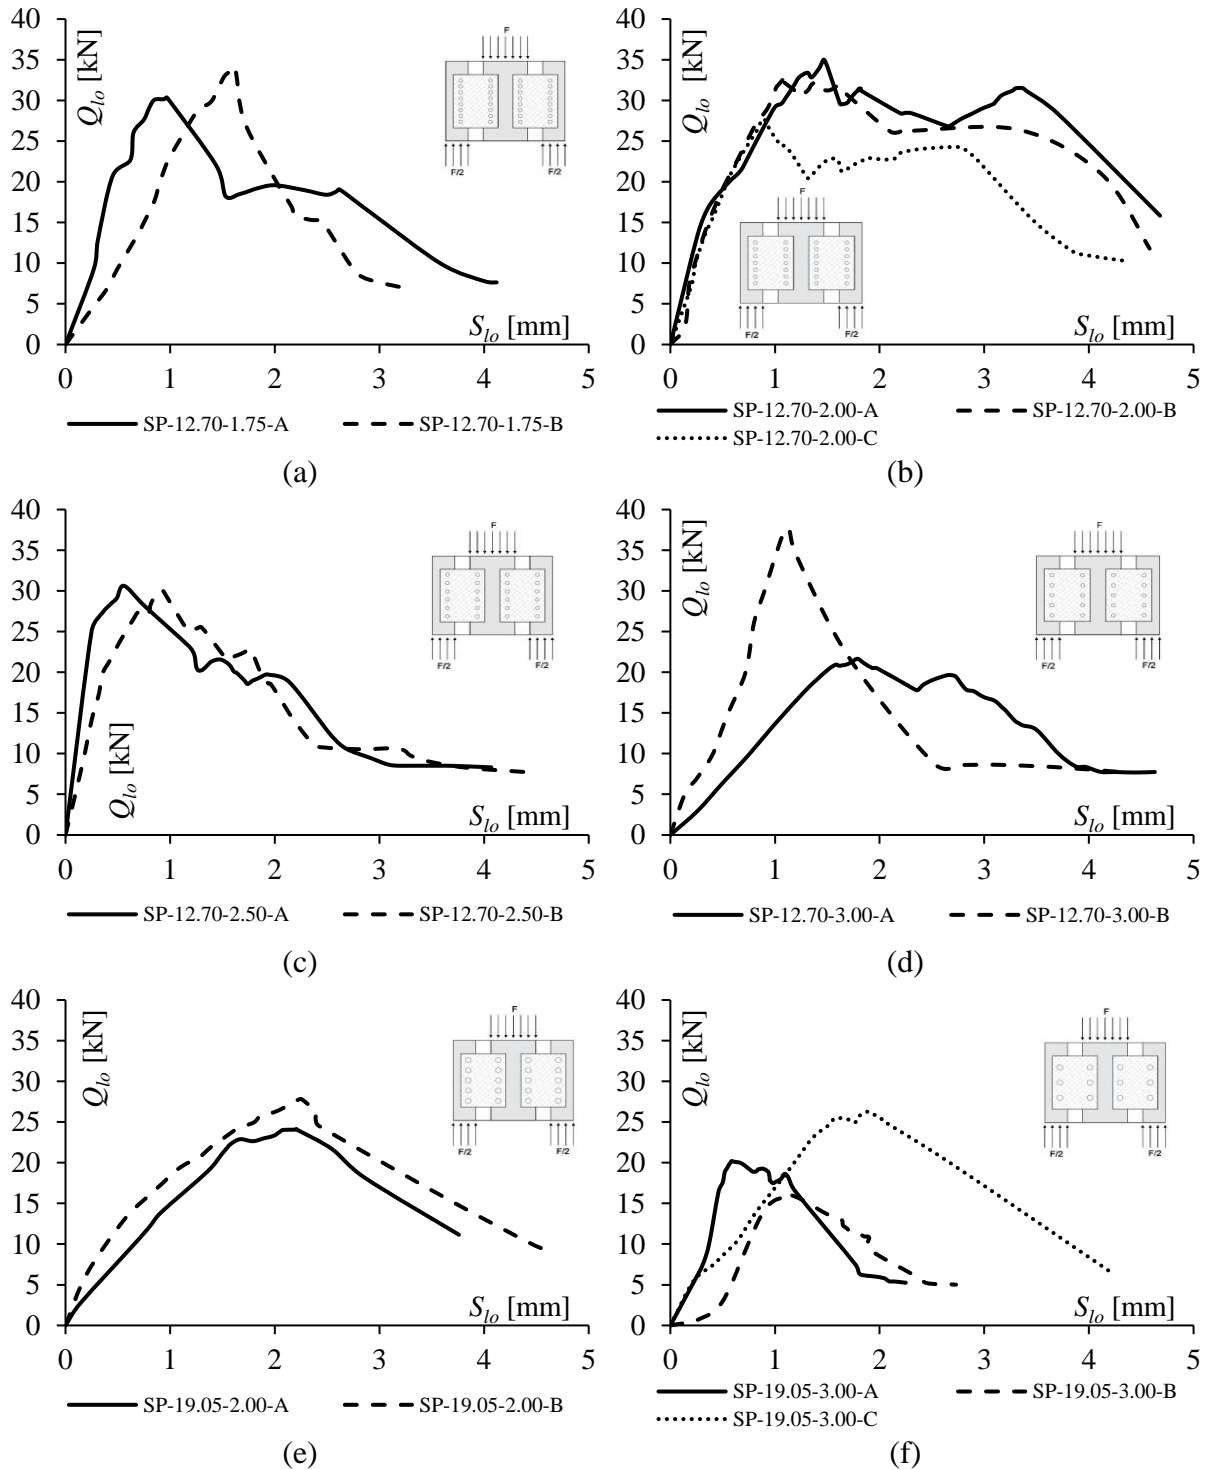 40
35
30
25
20
15
10
5
0
Q_lo [kN]
F
F/2
F/2
S_lo [mm]
0 1 2 3 4 5
SP-12.70-1.75-A SP-12.70-1.75-B
(a)
40
35
30
25
20
15
10
5
0
Q_lo [kN]
F
F/2
F/2
S_lo [mm]
0 1 2 3 4 5
SP-12.70-2.00-A SP-12.70-2.00-B
SP-12.70-2.00-C
(b)
40
35
30
25
20
15
10
5
0
F
F/2
F/2
Q_lo [kN]
S_lo [mm]
0 1 2 3 4 5
SP-12.70-2.50-A SP-12.70-2.50-B
(c)
40
35
30
25
20
15
10
5
0
Q_lo [kN]
F
F/2
F/2
S_lo [mm]
0 1 2 3 4 5
SP-12.70-3.00-A SP-12.70-3.00-B
(d)
40
35
30
25
20
15
10
5
0
Q_lo [kN]
F
F/2
F/2
S_lo [mm]
0 1 2 3 4 5
SP-19.05-2.00-A SP-19.05-2.00-B
(e)
40
35
30
25
20
15
10
5
0
Q_lo [kN]
F
F/2
F/2
S_lo [mm]
0 1 2 3 4 5
SP-19.05-3.00-A SP-19.05-3.00-B
SP-19.05-3.00-C
(f)